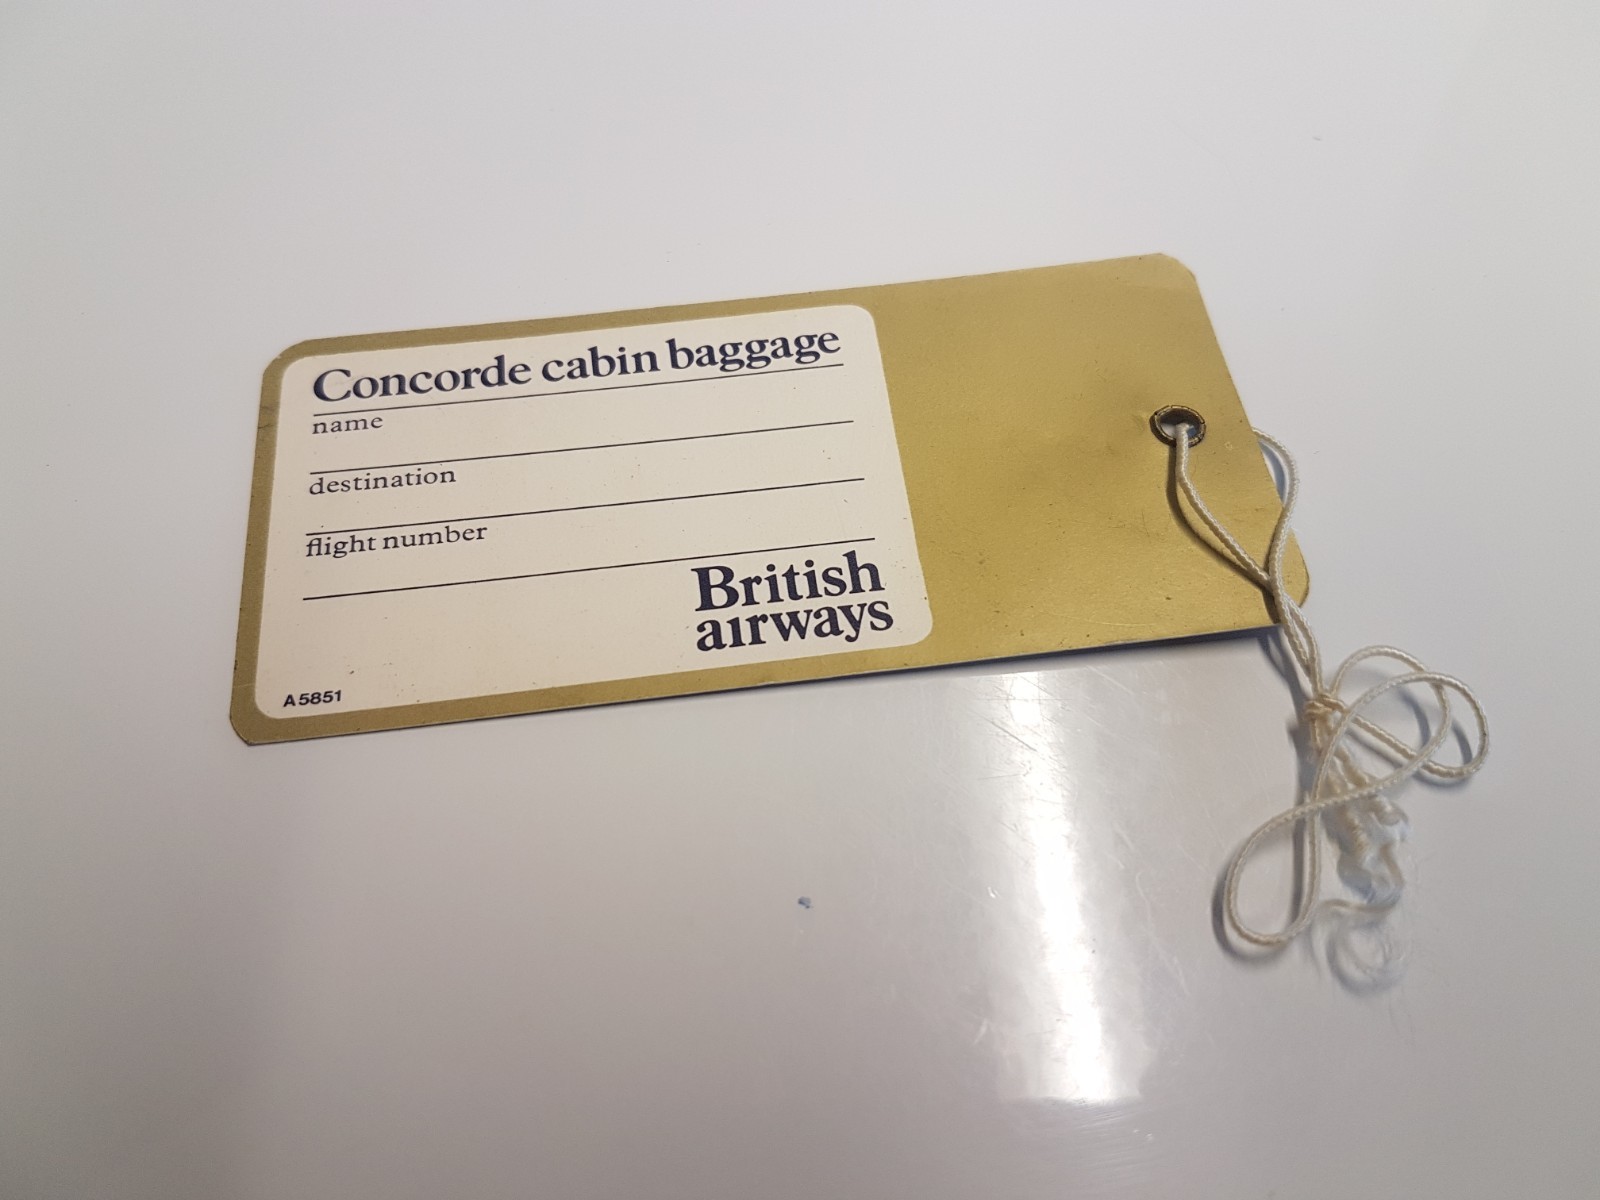 Concorde cabin baggage
name
destination
flight number
British
airways
A5851